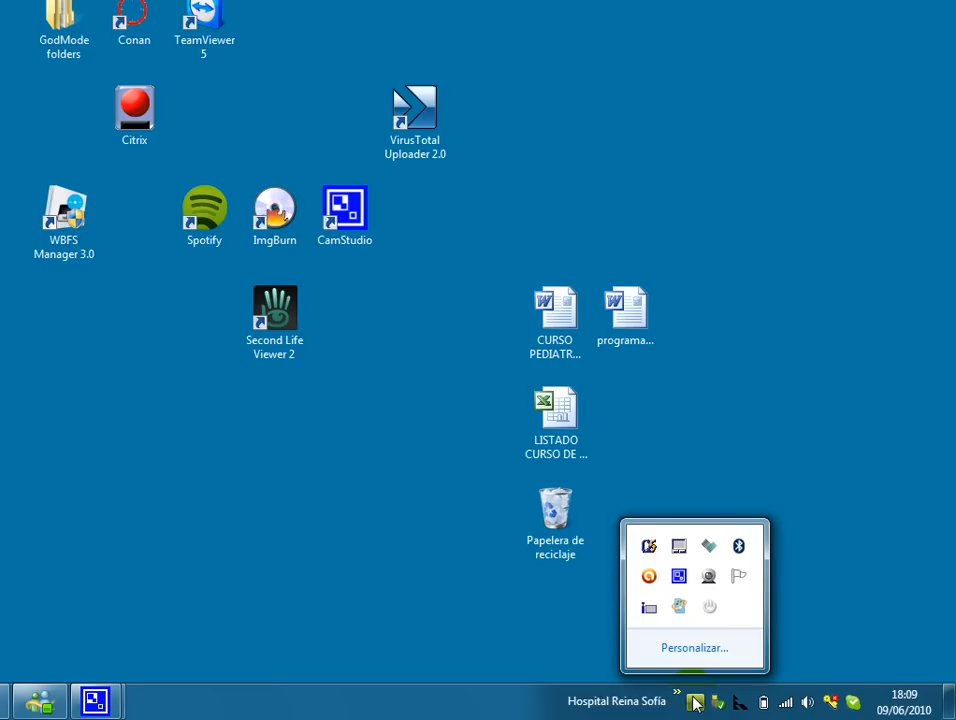 GodMode
folders
Conan
TeamViewer
5
Citrix
VirusTotal
Uploader 2.0
WBFS
Manager 3.0
Spotify
ImgBurn
CamStudio
Second Life
Viewer 2
CURSO
PEDIATR...
programa...
LISTADO
CURSO DE ...
Papelera de
reciclaje
Personalizar...
Hospital Reina Sofía
18:09
09/06/2010